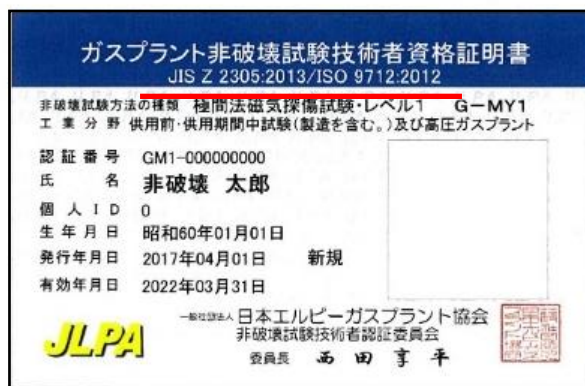 ガスプラント非破壊試験技術者資格証明書
JIS Z 2305:2013/ISO 9712:2012
非破壊試験方法の種類 極間法磁気探傷試験・レベル1 G-MY1
工業分野 供用前・供用期間中試験(製造を含む。)及び高圧ガスプラント
認証番号 GM1-000000000
氏名 非破壊 太郎
個人ID 0
生年月日 昭和60年01月01日
発行年月日 2017年04月01日 新規
有効年月日 2022年03月31日
一般社団法人 日本エルピーガスプラント協会
JLPA 非破壊試験技術者認証委員会
委員長 西田亨平